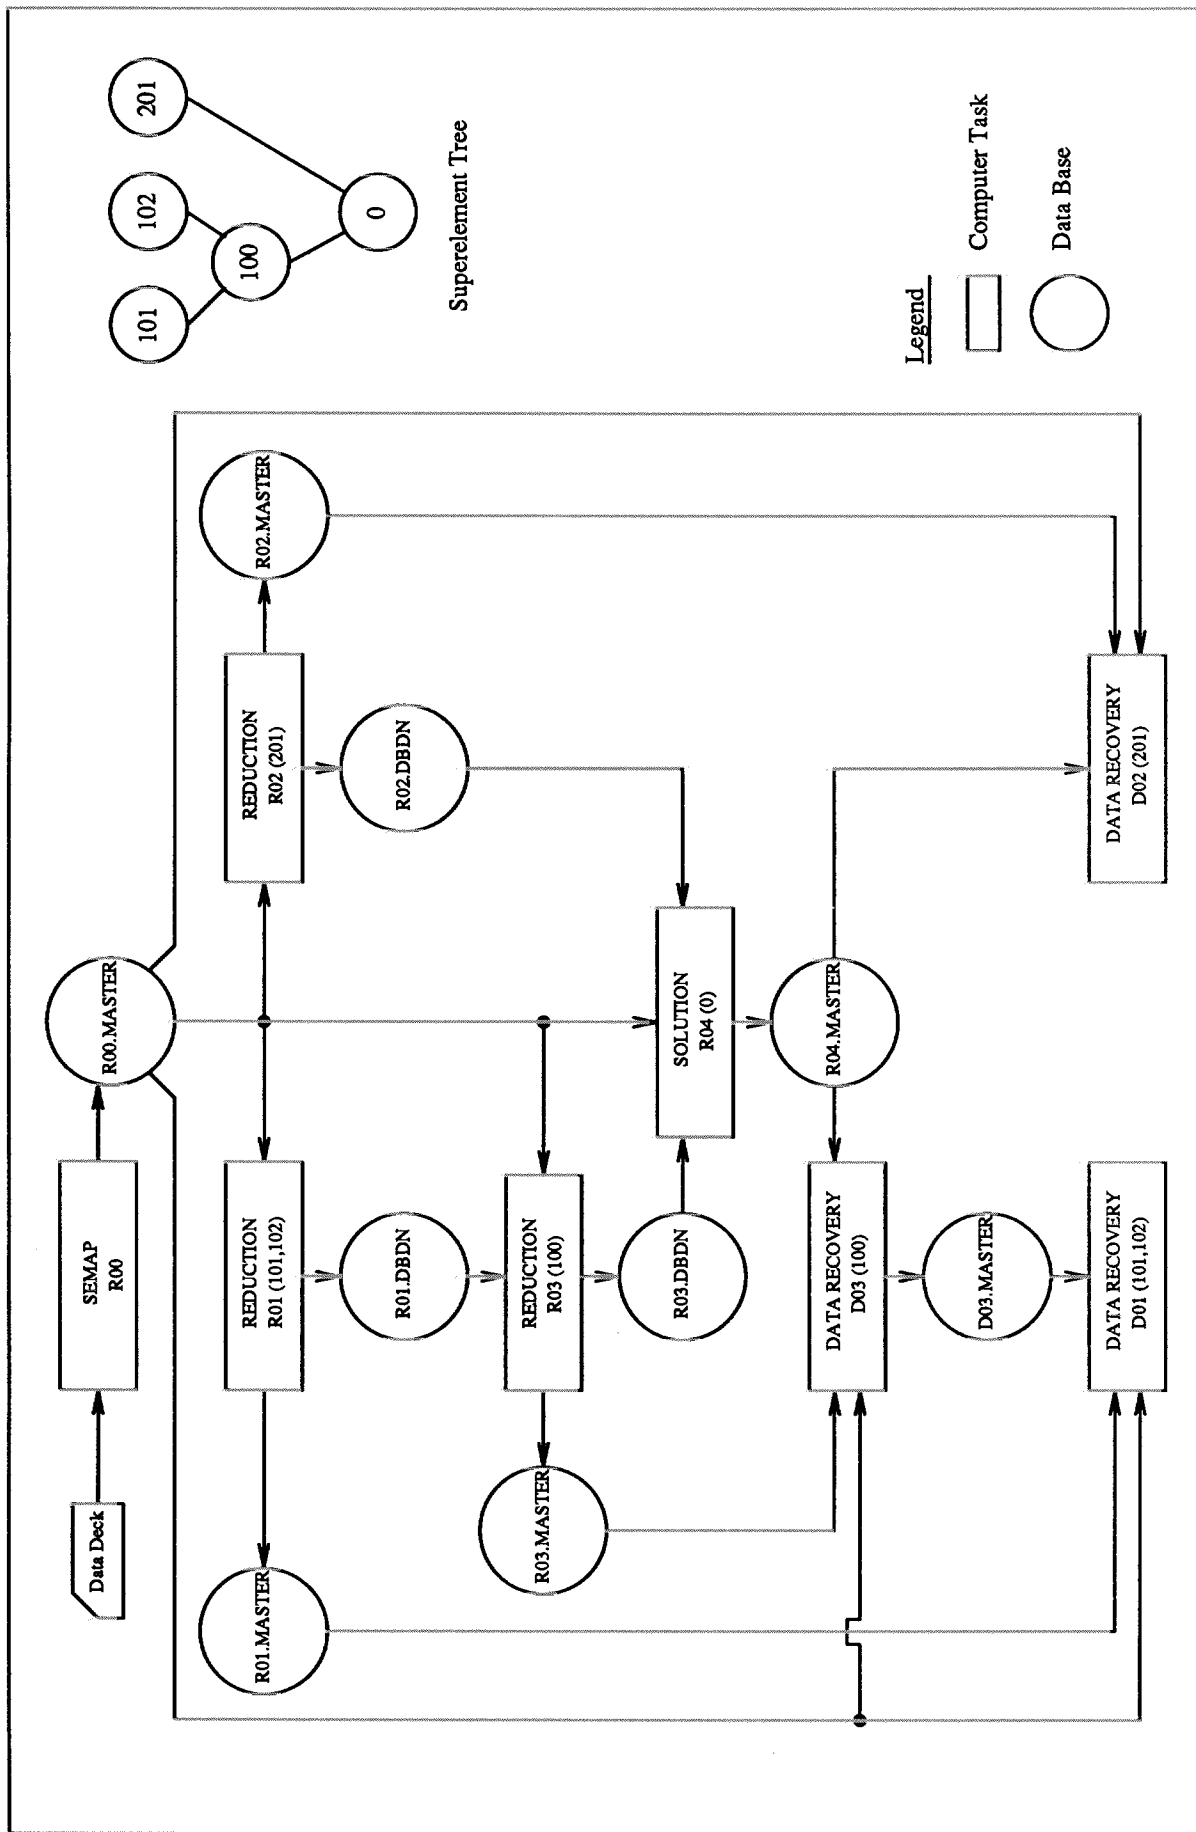 Data Deck
SEMAP
R00
R00.MASTER
R01.MASTER
REDUCTION
R01 (101,102)
REDUCTION
R02 (201)
R02.MASTER
R01.DBDN
R02.DBDN
R03.MASTER
REDUCTION
R03 (100)
R03.DBDN
SOLUTION
R04 (0)
DATA RECOVERY
D03 (100)
R04.MASTER
D03.MASTER
DATA RECOVERY
D01 (101,102)
DATA RECOVERY
D02 (201)
101
102
201
100
0
Superelement Tree
Legend
Computer Task
Data Base